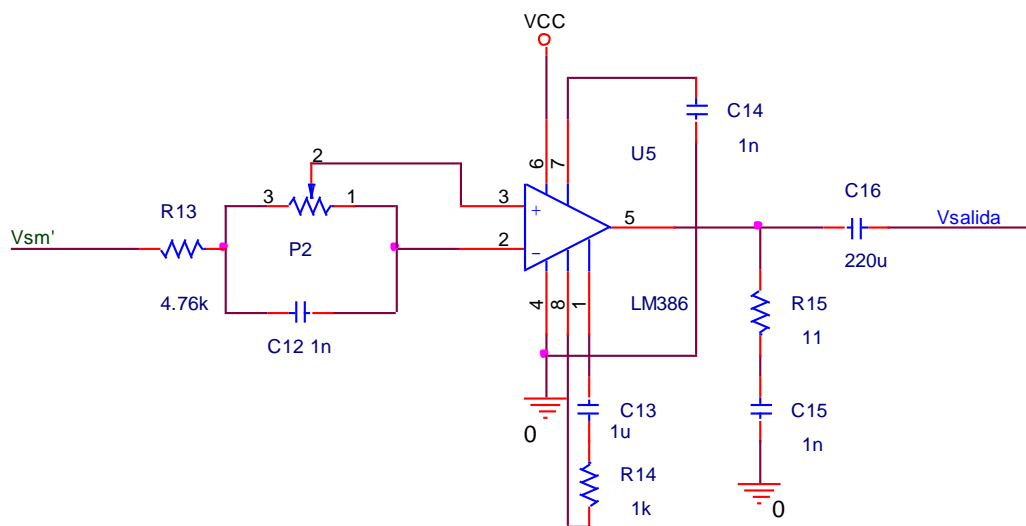 VCC
C14
1n
U5
6
7
2
3
1
R13
P2
3
+
2
-
5
C16
Vsalida
220u
Vsm'
4.76k
C12 1n
4
8
1
LM386
R15
11
C13
1u
C15
1n
0
R14
1k
0